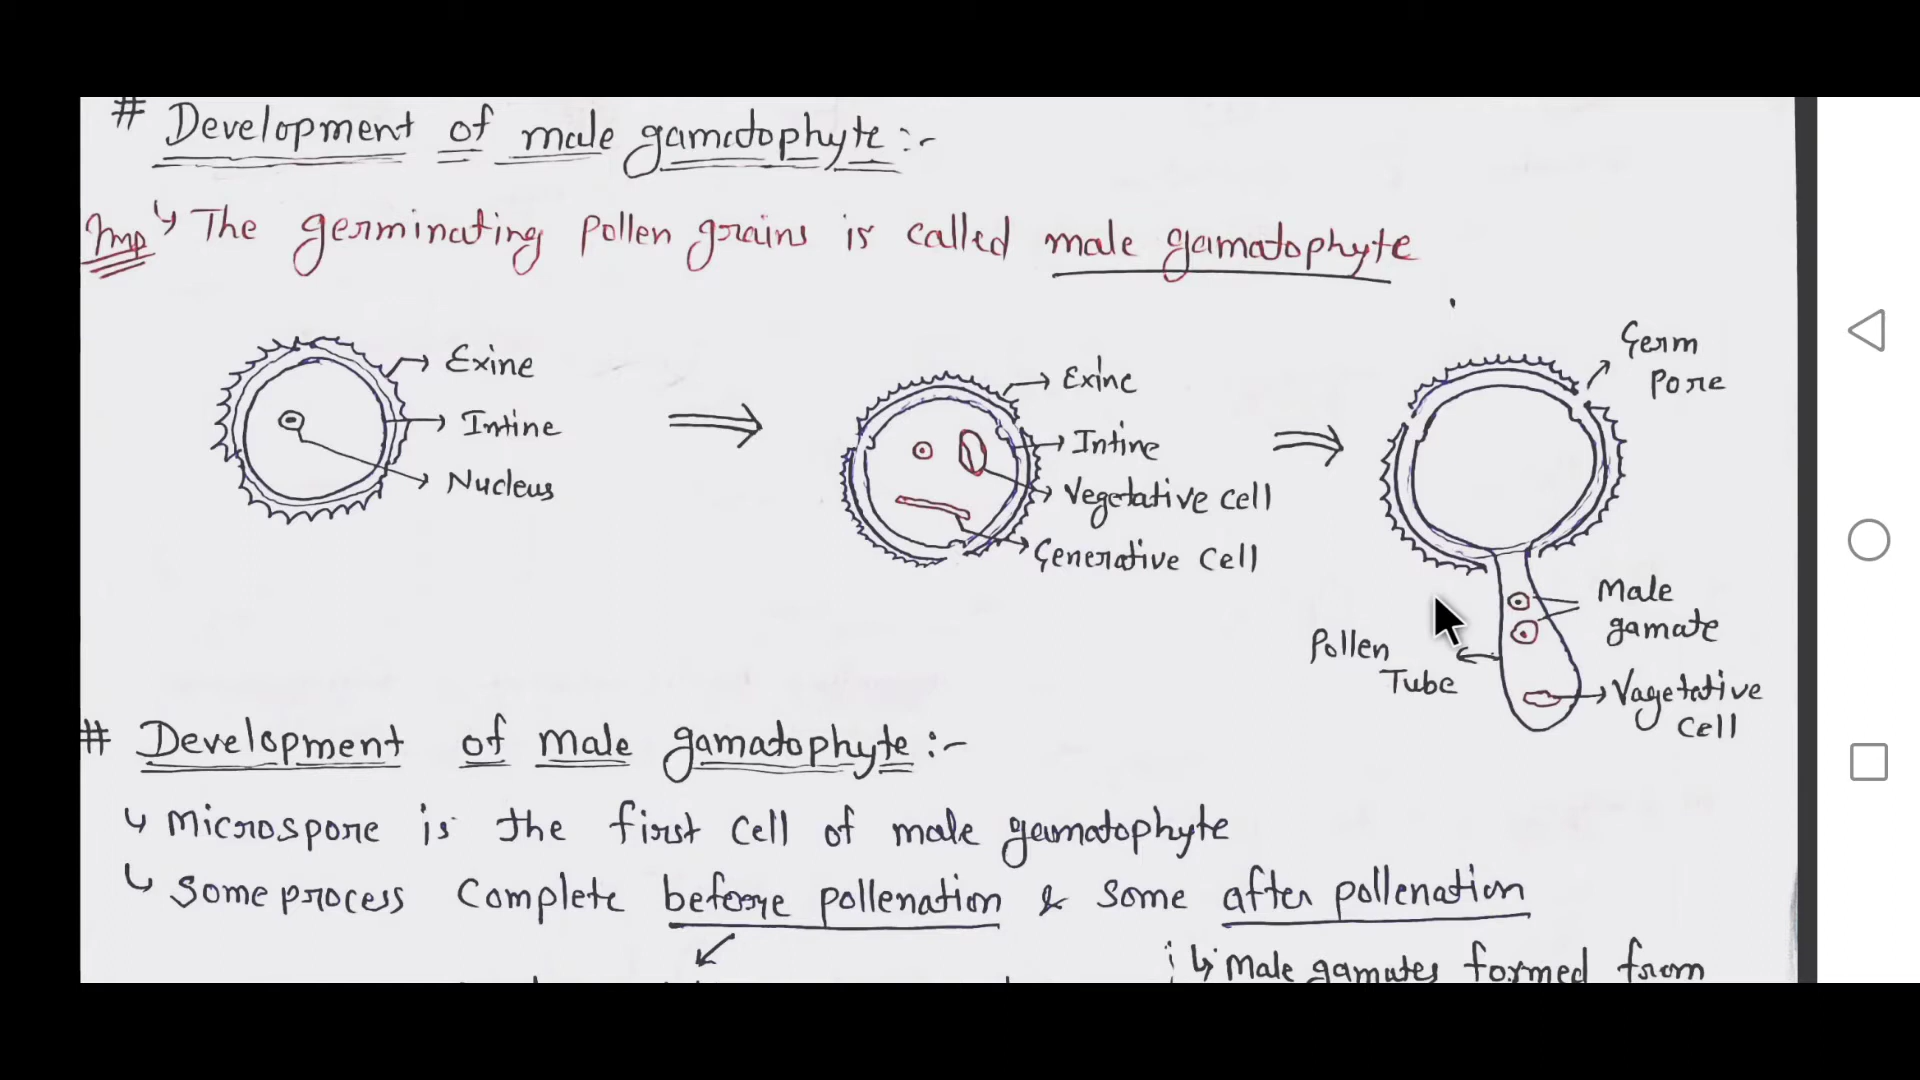 # Development of male gamatophyte :-
Imp ↳ The germinating pollen grains is called male gamatophyte
Exine
Intine
Nucleus
Exine
Intine
Vegetative cell
Generative cell
Germ
Pore
Male
gamate
Pollen
Tube
Vagetative
cell
# Development of male gamatophyte :-
↳ Microspore is the first cell of male gamatophyte
↳ Some process complete before pollenation & some after pollenation
↳ Male gamates formed from